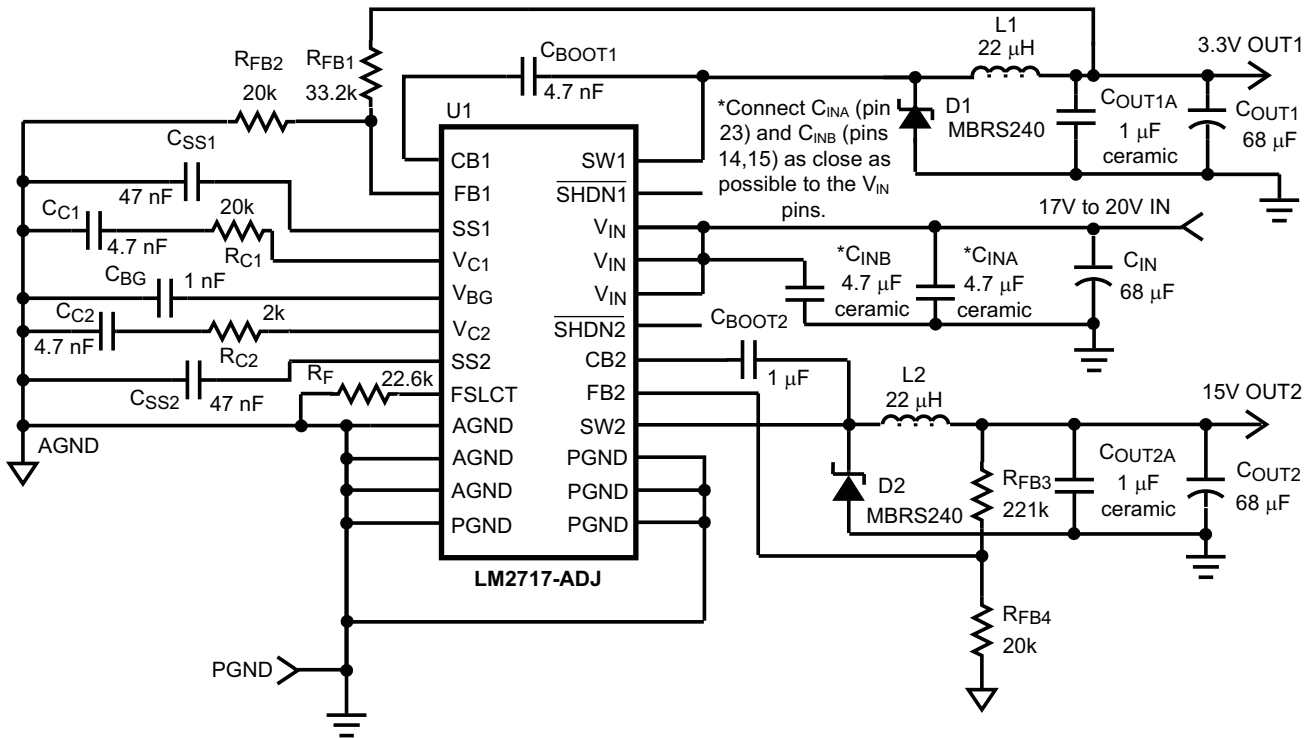 L1
22 μH
3.3V OUT1
CBOOT1
4.7 nF
RFB2
20k
RFB1
33.2k
U1
*Connect CINA (pin
23) and CINB (pins
14,15) as close as
possible to the VIN
pins.
D1
MBRS240
COUT1A
1 μF
ceramic
COUT1
68 μF
CSS1
47 nF
CC1
4.7 nF
20k
RC1
CBG
1 nF
CC2
4.7 nF
2k
RC2
CSS2
47 nF
RF
22.6k
AGND
CB1
FB1
SS1
VC1
VBG
VC2
SS2
FSLCT
AGND
AGND
AGND
PGND
SW1
SHDN1
VIN
VIN
VIN
SHDN2
CB2
FB2
SW2
PGND
PGND
PGND
LM2717-ADJ
17V to 20V IN
*CINB
4.7 μF
ceramic
*CINA
4.7 μF
ceramic
CIN
68 μF
CBOOT2
1 μF
L2
22 μH
15V OUT2
D2
MBRS240
RFB3
221k
COUT2A
1 μF
ceramic
COUT2
68 μF
RFB4
20k
PGND